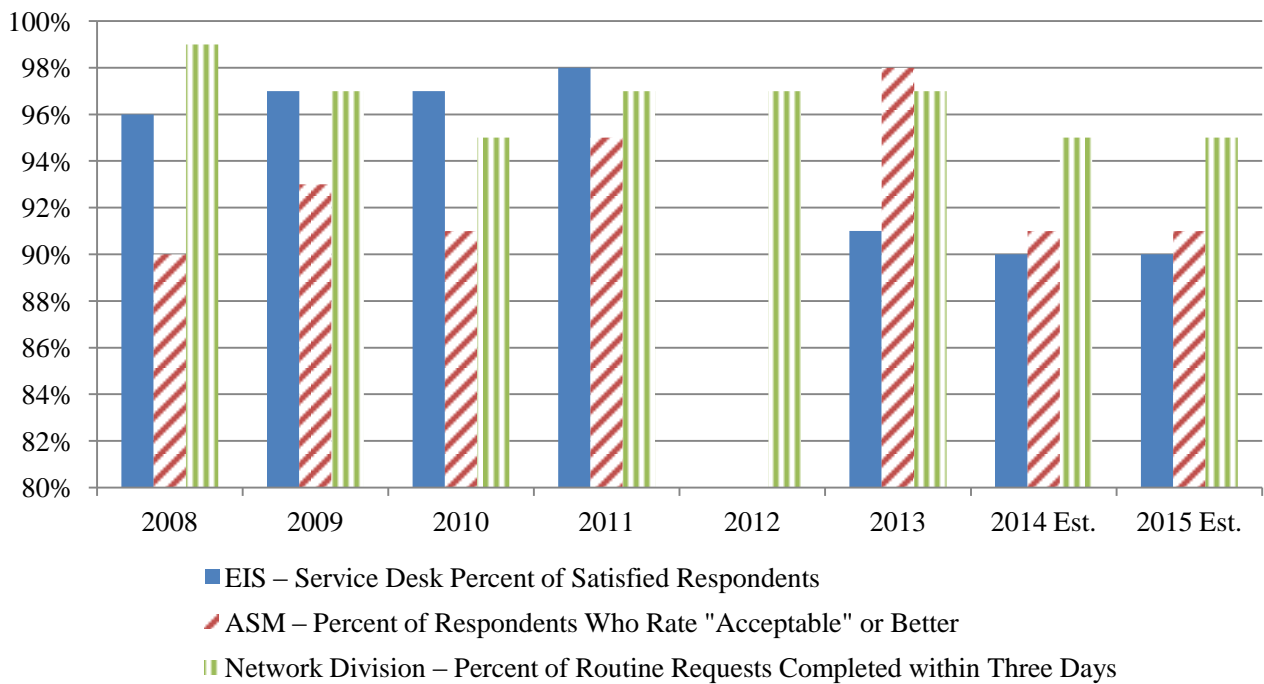 100%
98%
96%
94%
92%
90%
88%
86%
84%
82%
80%
2008 2009 2010 2011 2012 2013 2014 Est. 2015 Est.
EIS – Service Desk Percent of Satisfied Respondents
ASM – Percent of Respondents Who Rate "Acceptable" or Better
Network Division – Percent of Routine Requests Completed within Three Days